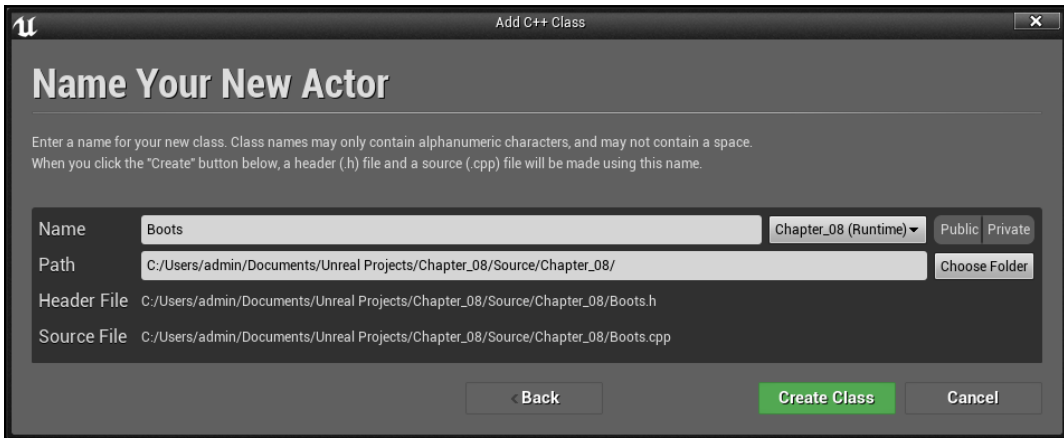 Add C++ Class
Name Your New Actor
Enter a name for your new class. Class names may only contain alphanumeric characters, and may not contain a space.
When you click the "Create" button below, a header (.h) file and a source (.cpp) file will be made using this name.
Name Boots Chapter_08 (Runtime) Public Private
Path C:/Users/admin/Documents/Unreal Projects/Chapter_08/Source/Chapter_08/ Choose Folder
Header File C:/Users/admin/Documents/Unreal Projects/Chapter_08/Source/Chapter_08/Boots.h
Source File C:/Users/admin/Documents/Unreal Projects/Chapter_08/Source/Chapter_08/Boots.cpp
Back Create Class Cancel